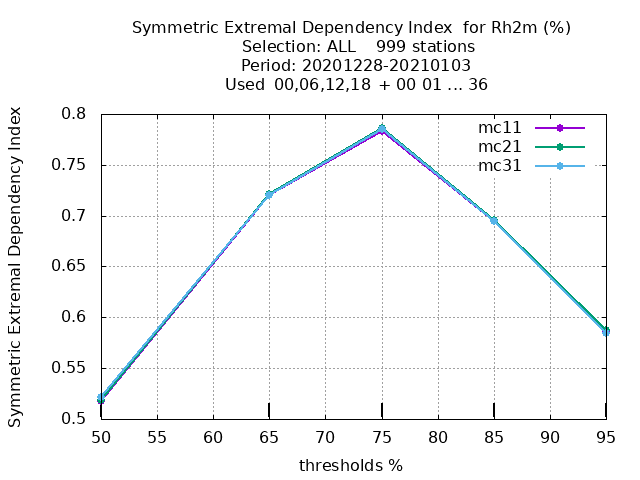 Symmetric Extremal Dependency Index  for Rh2m (%)
Selection: ALL    999 stations
Period: 20201228-20210103
Used  00,06,12,18  + 00 01 ... 36
Symmetric Extremal Dependency Index
0.8
0.75
0.7
0.65
0.6
0.55
0.5
mc11
mc21
mc31
50 55 60 65 70 75 80 85 90 95
thresholds %